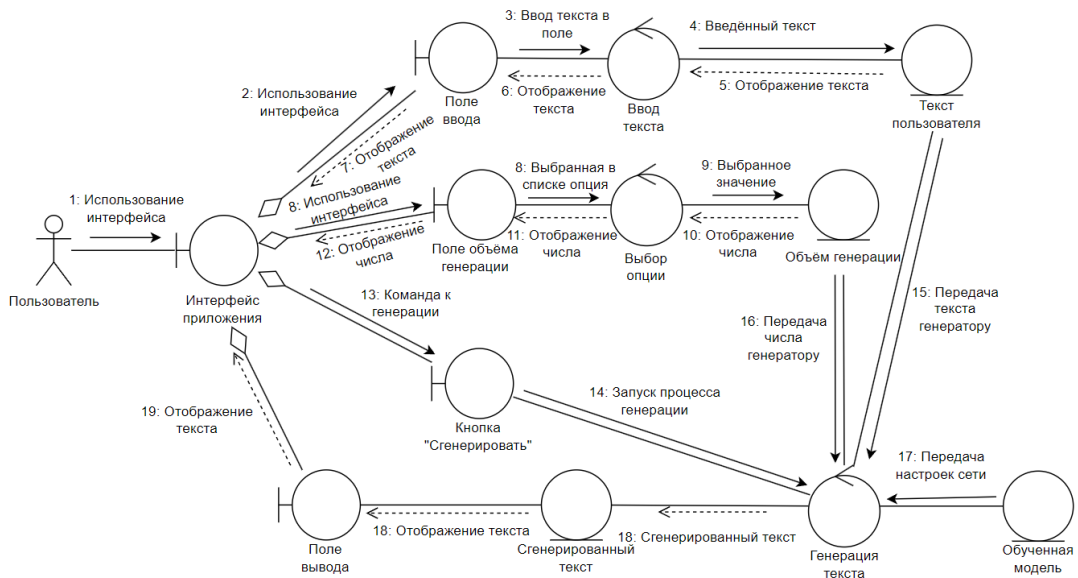 3: Ввод текста в
поле
4: Введённый текст
2: Использование
интерфейса
6: Отображение
текста
5: Отображение текста
Поле
ввода
Ввод
текста
Текст
пользователя
7: Отображение
текста
1: Использование
интерфейса
8: Использование
интерфейса
8: Выбранная в
списке опция
9: Выбранное
значение
12: Отображение
числа
11: Отображение
числа
10: Отображение
числа
Поле объёма
генерации
Выбор
опции
Объём генерации
Пользователь
Интерфейс
приложения
13: Команда к
генерации
15: Передача
текста
генератору
16: Передача
числа
генератору
14: Запуск процесса
генерации
19: Отображение
текста
Кнопка
"Сгенерировать"
17: Передача
настроек сети
18: Отображение текста
18: Сгенерированный текст
Поле
вывода
Сгенерированный
текст
Генерация
текста
Обученная
модель